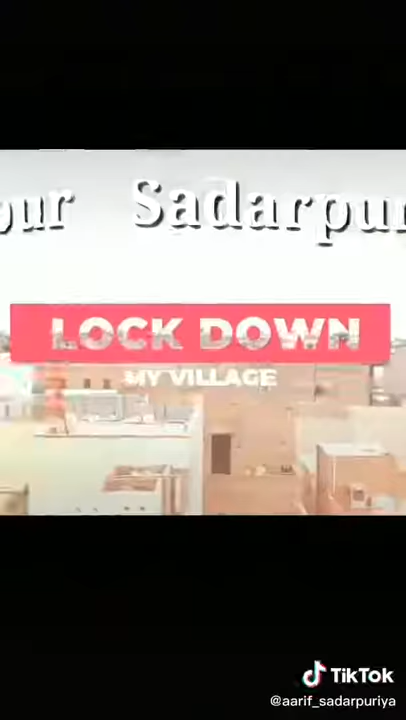 pur Sadarpur
LOCK DOWN
MY VILLAGE
TikTok
@aarif_sadarpuriya